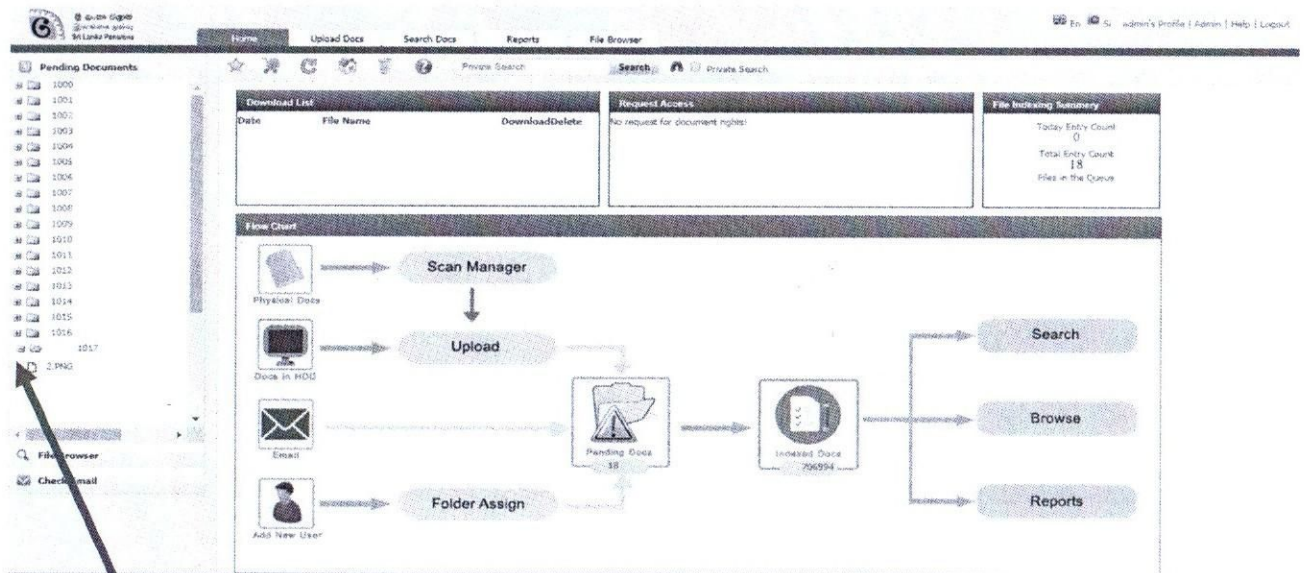 Sri Lanka Pensions
En Si admin's Profile | Admin | Help | Logout
Home Upload Docs Search Docs Reports File Browser
Pending Documents
Private Search Search Private Search
1000
1001
1002
1003
1004
1005
1006
1007
1008
1009
1010
1011
1012
1013
1014
1015
1016
1017
2.PNG
File Browser
Check Email
Download List
Date File Name DownloadDelete
Request Access
No request for document rights!
File Indexing Summery
Today Entry Count
0
Total Entry Count
18
Files in the Queue
Flow Chart
Physical Docs
Scan Manager
Docs in HDD
Upload
Email
Add New User
Folder Assign
Pending Docs
18
Indexed Docs
706994
Search
Browse
Reports